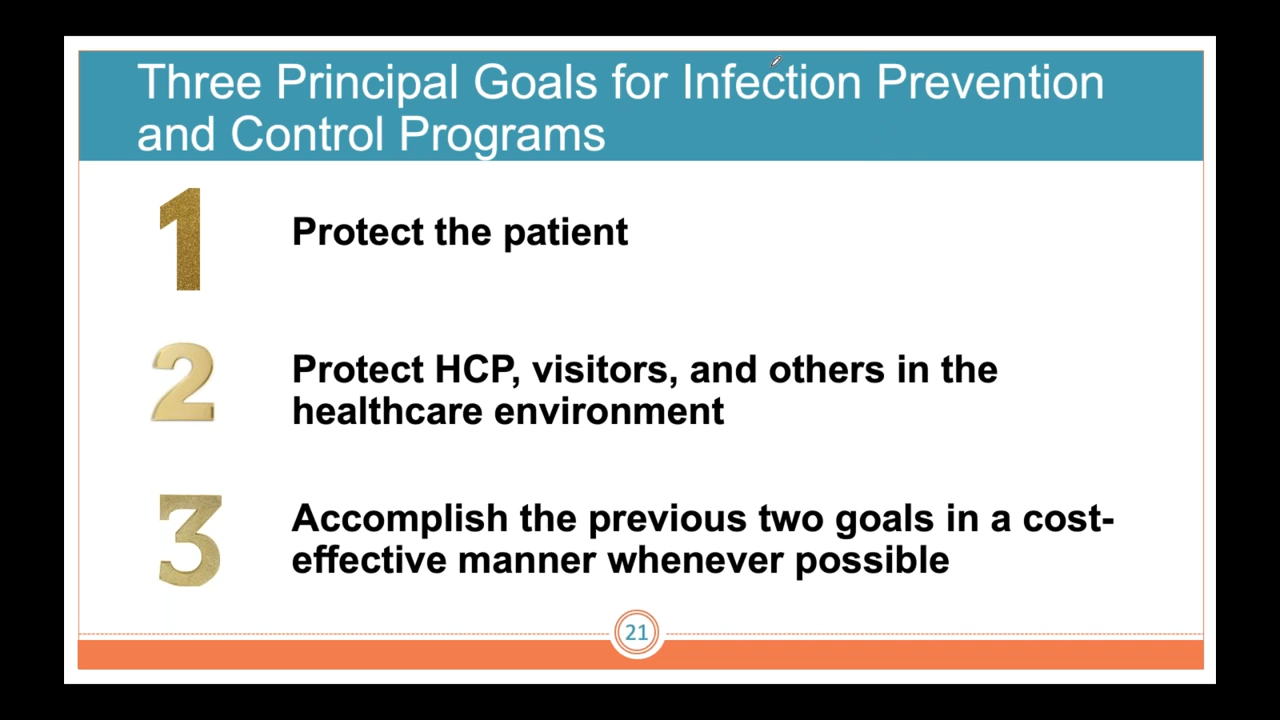 Three Principal Goals for Infection Prevention
and Control Programs
1
Protect the patient
2
Protect HCP, visitors, and others in the
healthcare environment
3
Accomplish the previous two goals in a cost-
effective manner whenever possible
21